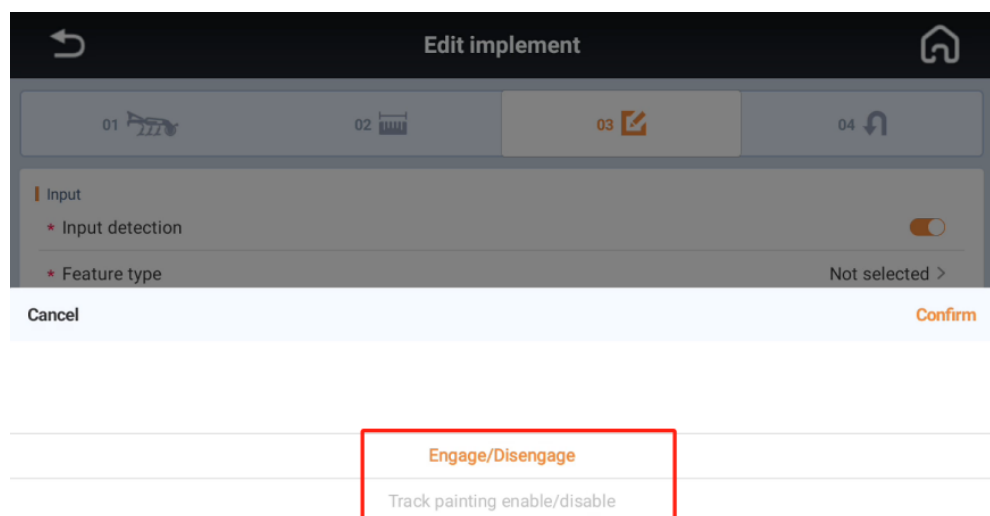 Edit implement
01
02
03
04
Input
* Input detection
* Feature type
Not selected >
Cancel
Confirm
Engage/Disengage
Track painting enable/disable